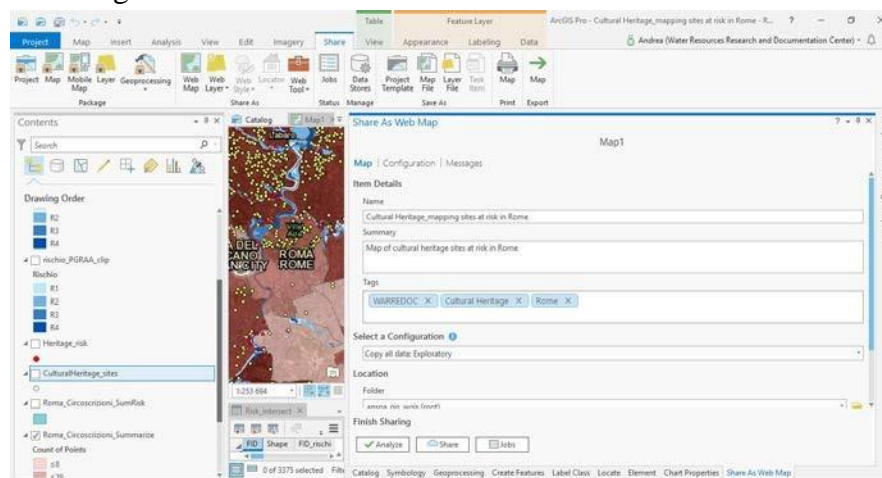 Table
Feature Layer
ArcGIS Pro - Cultural Heritage_mapping sites at risk in Rome - R...
?
Project Map Insert Analysis View Edit Imagery Share View Appearance Labeling Data
Andrea (Water Resources Research and Documentation Center)
Project Map Mobile Map Layer Geoprocessing
Web Map Web Layer Web Style Locator Web Tool
Jobs
Data Stores Project Template Map File Layer File Task Item
Map Map
Package Share As Status Manage Save As Print Export
Contents
Search
Drawing Order
R2
R3
R4
rischio_PGRAA_clip
Rischio
R1
R2
R3
R4
Heritage_risk
CulturalHeritage_sites
Roma_Circoscrizioni_SumRisk
Roma_Circoscrizioni_Summarize
Count of Points
≤8
Catalog Map1
ROMA
ROME
1:253 694
Risk_intersect
FID Shape FID_rischi
0 of 3375 selected
Share As Web Map
Map1
Map | Configuration | Messages
Item Details
Name
Cultural Heritage_mapping sites at risk in Rome
Summary
Map of cultural heritage sites at risk in Rome
Tags
WARREDOC X Cultural Heritage X Rome X
Select a Configuration
Copy all data: Exploratory
Location
Folder
Finish Sharing
Analyze Share Jobs
Catalog Symbology Geoprocessing Create Features Label Class Locate Element Chart Properties Share As Web Map